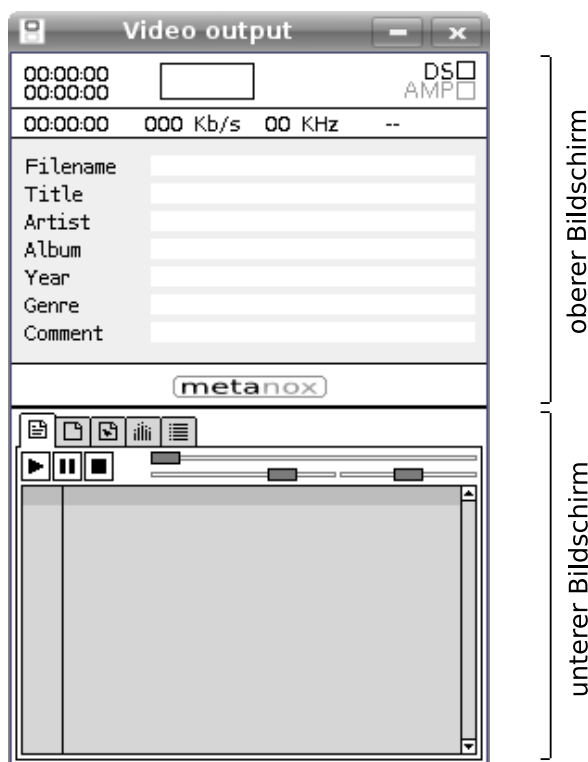 Video output
00:00:00
00:00:00
DS
AMP
00:00:00 000 Kb/s 00 KHz --
Filename
Title
Artist
Album
Year
Genre
Comment
metanox
oberer Bildschirm
unterer Bildschirm